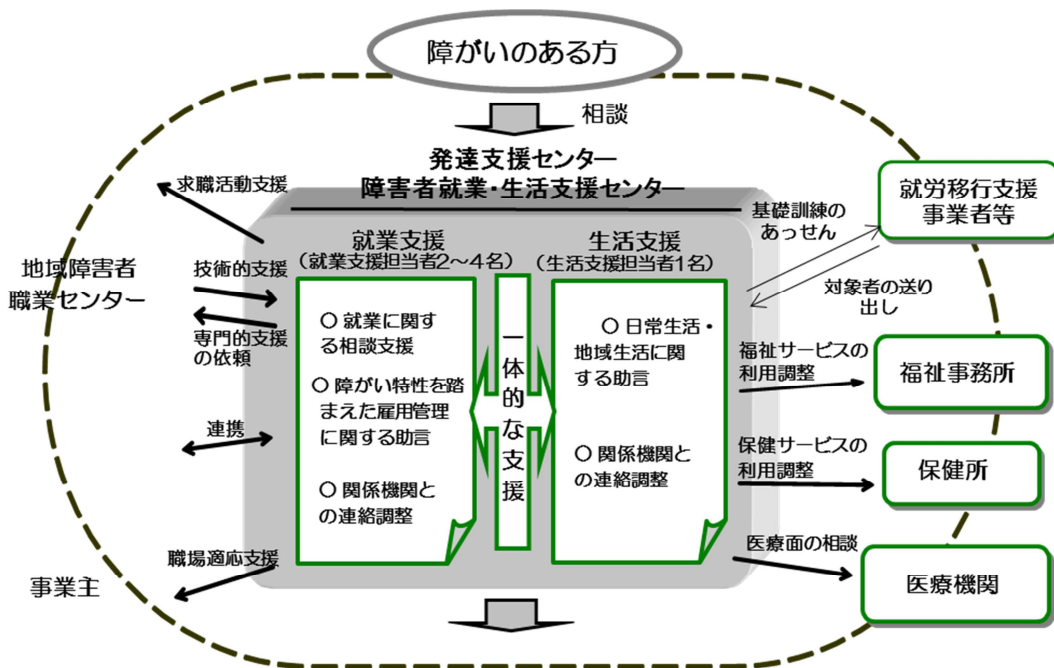 障がいのある方
相談
発達支援センター
障害者就業・生活支援センター
求職活動支援
地域障害者
職業センター
技術的支援
専門的支援
の依頼
連携
職場適応支援
事業主
就業支援
(就業支援担当者2～4名)
○ 就業に関す
る相談支援
○ 障がい特性を踏
まえた雇用管理
に関する助言
○ 関係機関と
の連絡調整
一体的な支援
生活支援
(生活支援担当者1名)
○ 日常生活・
地域生活に関
する助言
○ 関係機関と
の連絡調整
基礎訓練の
あっせん
対象者の送り
出し
就労移行支援
事業者等
福祉サービスの
利用調整
福祉事務所
保健サービスの
利用調整
保健所
医療面の相談
医療機関